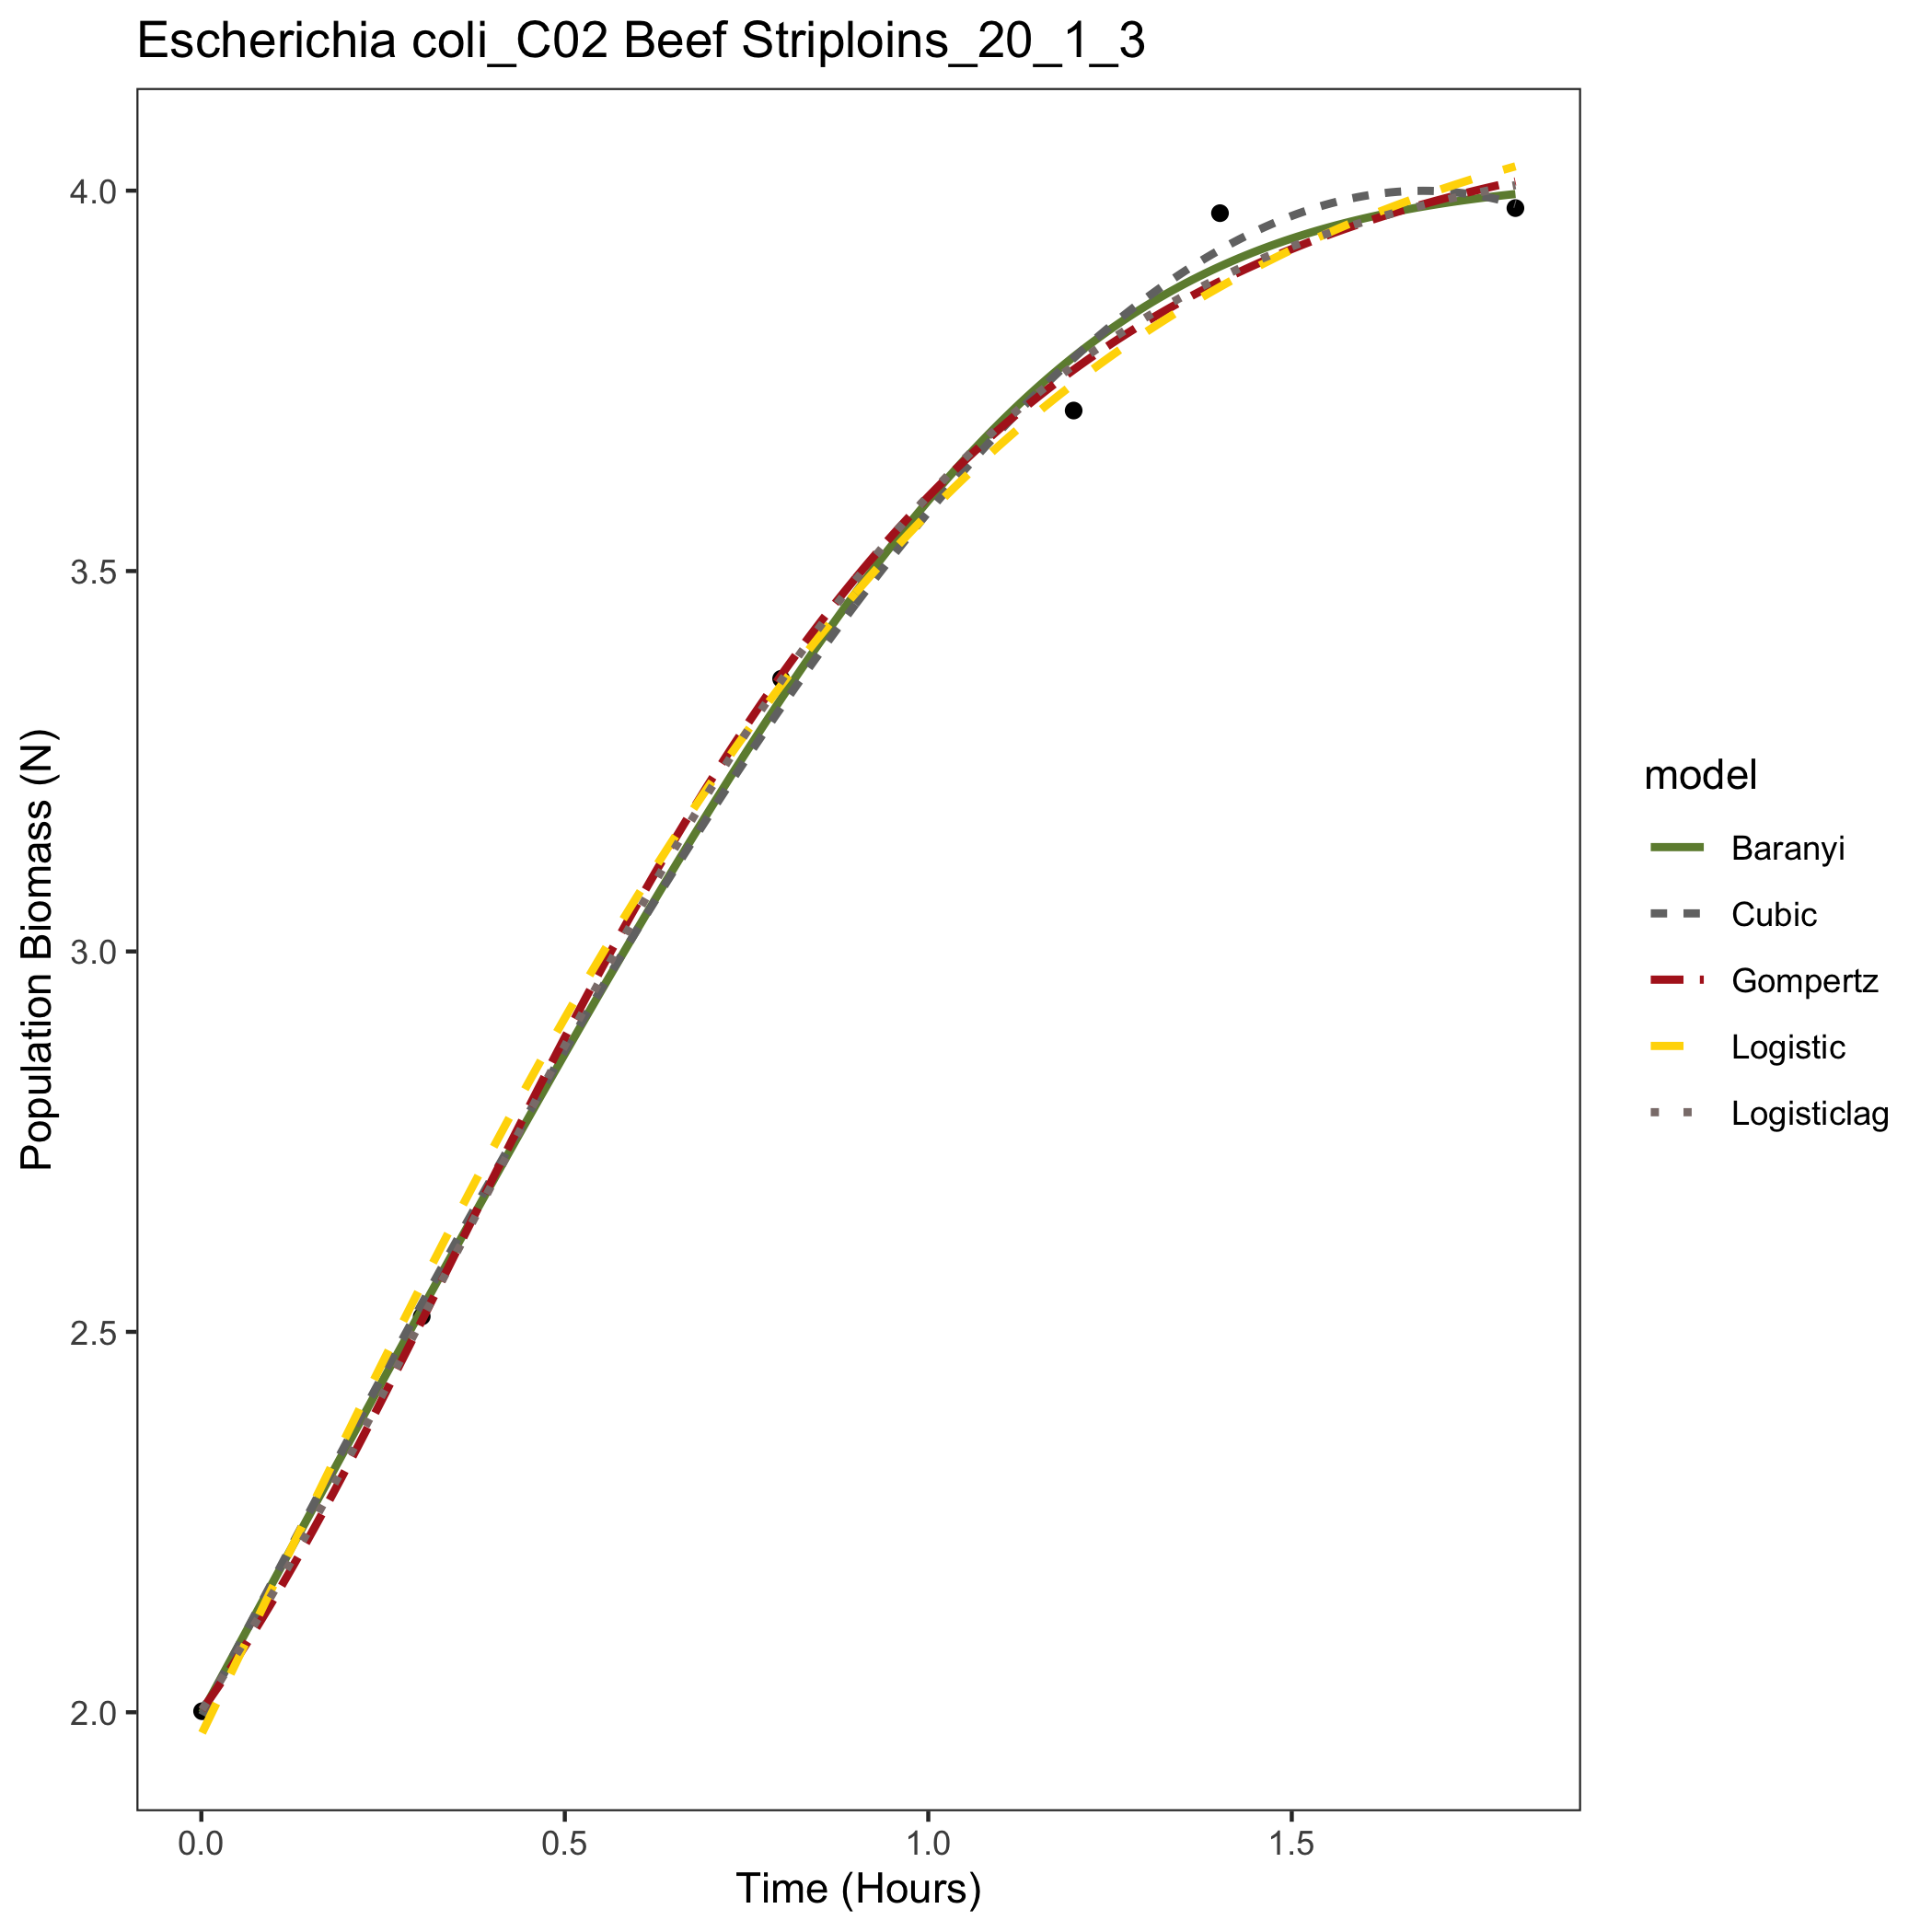 Escherichia coli_C02 Beef Striploins_20_1_3
Population Biomass (N)
4.0
3.5
3.0
2.5
2.0
0.0 0.5 1.0 1.5
Time (Hours)
model
Baranyi
Cubic
Gompertz
Logistic
Logisticlag